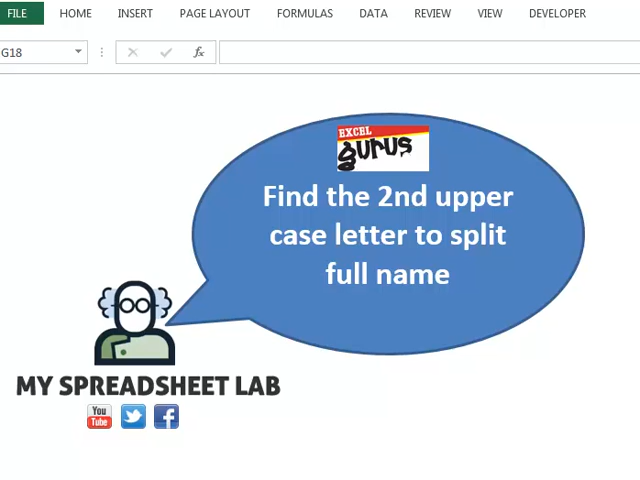 FILE HOME INSERT PAGE LAYOUT FORMULAS DATA REVIEW VIEW DEVELOPER
G18 fx
EXCEL
gurus
Find the 2nd upper
case letter to split
full name
MY SPREADSHEET LAB
You
Tube